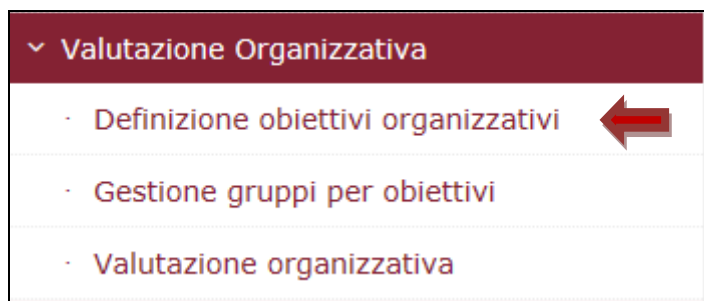 Valutazione Organizzativa
Definizione obiettivi organizzativi
Gestione gruppi per obiettivi
Valutazione organizzativa